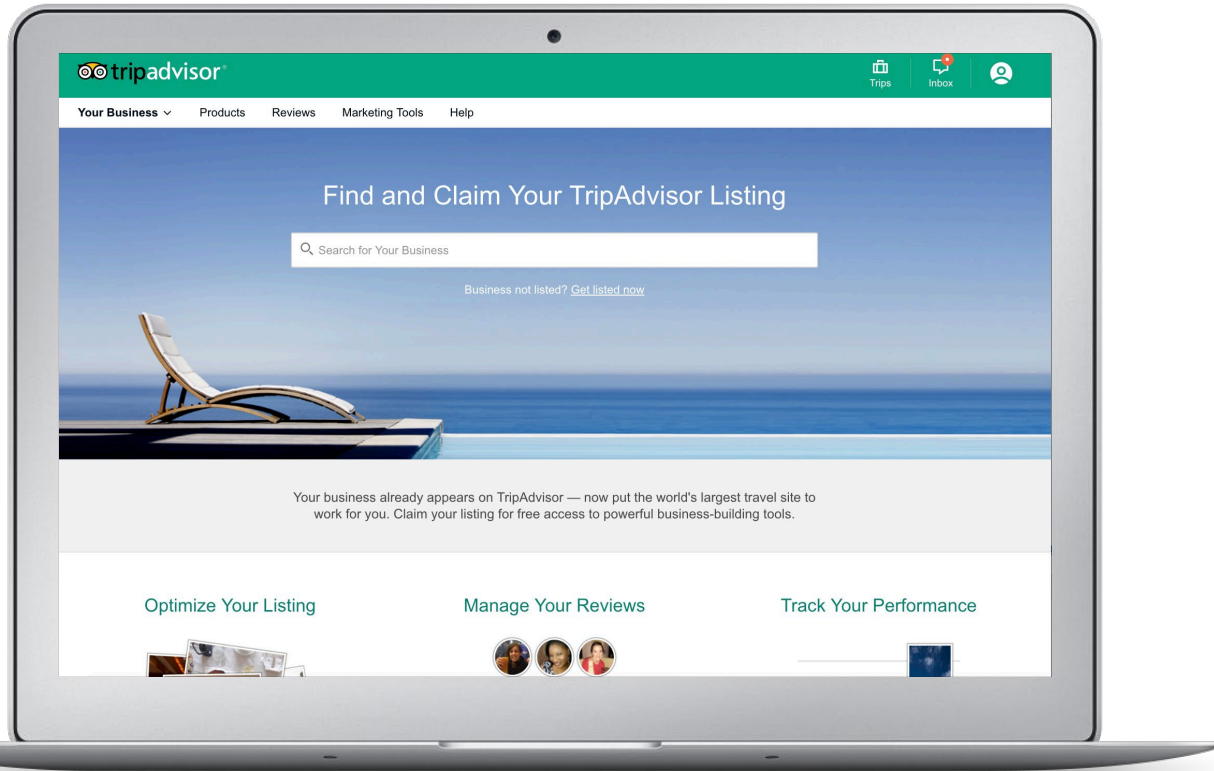 tripadvisor®
Trips
Inbox
Your Business
Products
Reviews
Marketing Tools
Help
Find and Claim Your TripAdvisor Listing
Search for Your Business
Business not listed? Get listed now
Your business already appears on TripAdvisor — now put the world's largest travel site to
work for you. Claim your listing for free access to powerful business-building tools.
Optimize Your Listing
Manage Your Reviews
Track Your Performance